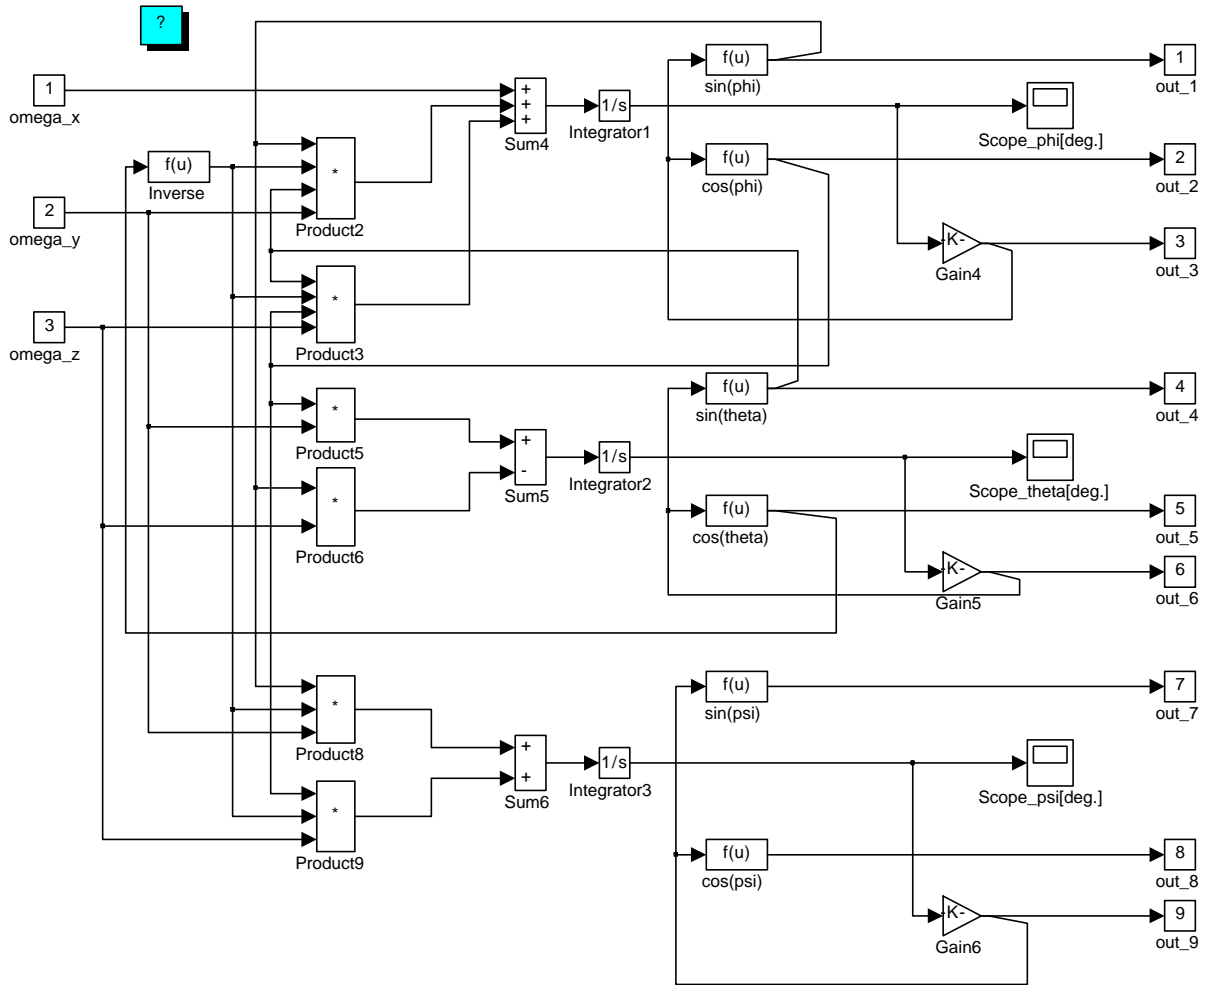 ?
1
omega_x
2
omega_y
3
omega_z
f(u)
Inverse
*
Product2
*
Product3
*
Product5
*
Product6
*
Product8
*
Product9
+
+
+
Sum4
1/s
Integrator1
+
-
Sum5
1/s
Integrator2
+
+
Sum6
1/s
Integrator3
f(u)
sin(phi)
Scope_phi[deg.]
f(u)
cos(phi)
-K-
Gain4
f(u)
sin(theta)
Scope_theta[deg.]
f(u)
cos(theta)
-K-
Gain5
f(u)
sin(psi)
Scope_psi[deg.]
f(u)
cos(psi)
-K-
Gain6
1
out_1
2
out_2
3
out_3
4
out_4
5
out_5
6
out_6
7
out_7
8
out_8
9
out_9